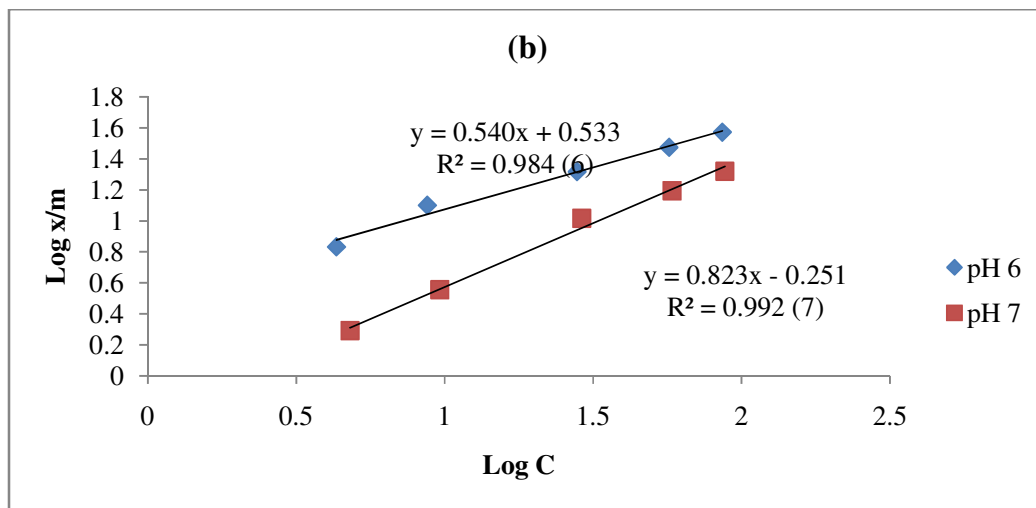 (b)
1.8
1.6
1.4
1.2
1
0.8
0.6
0.4
0.2
0
Log x/m
y = 0.540x + 0.533
R² = 0.984 (6)
y = 0.823x - 0.251
R² = 0.992 (7)
pH 6
pH 7
0 0.5 1 1.5 2 2.5
Log C